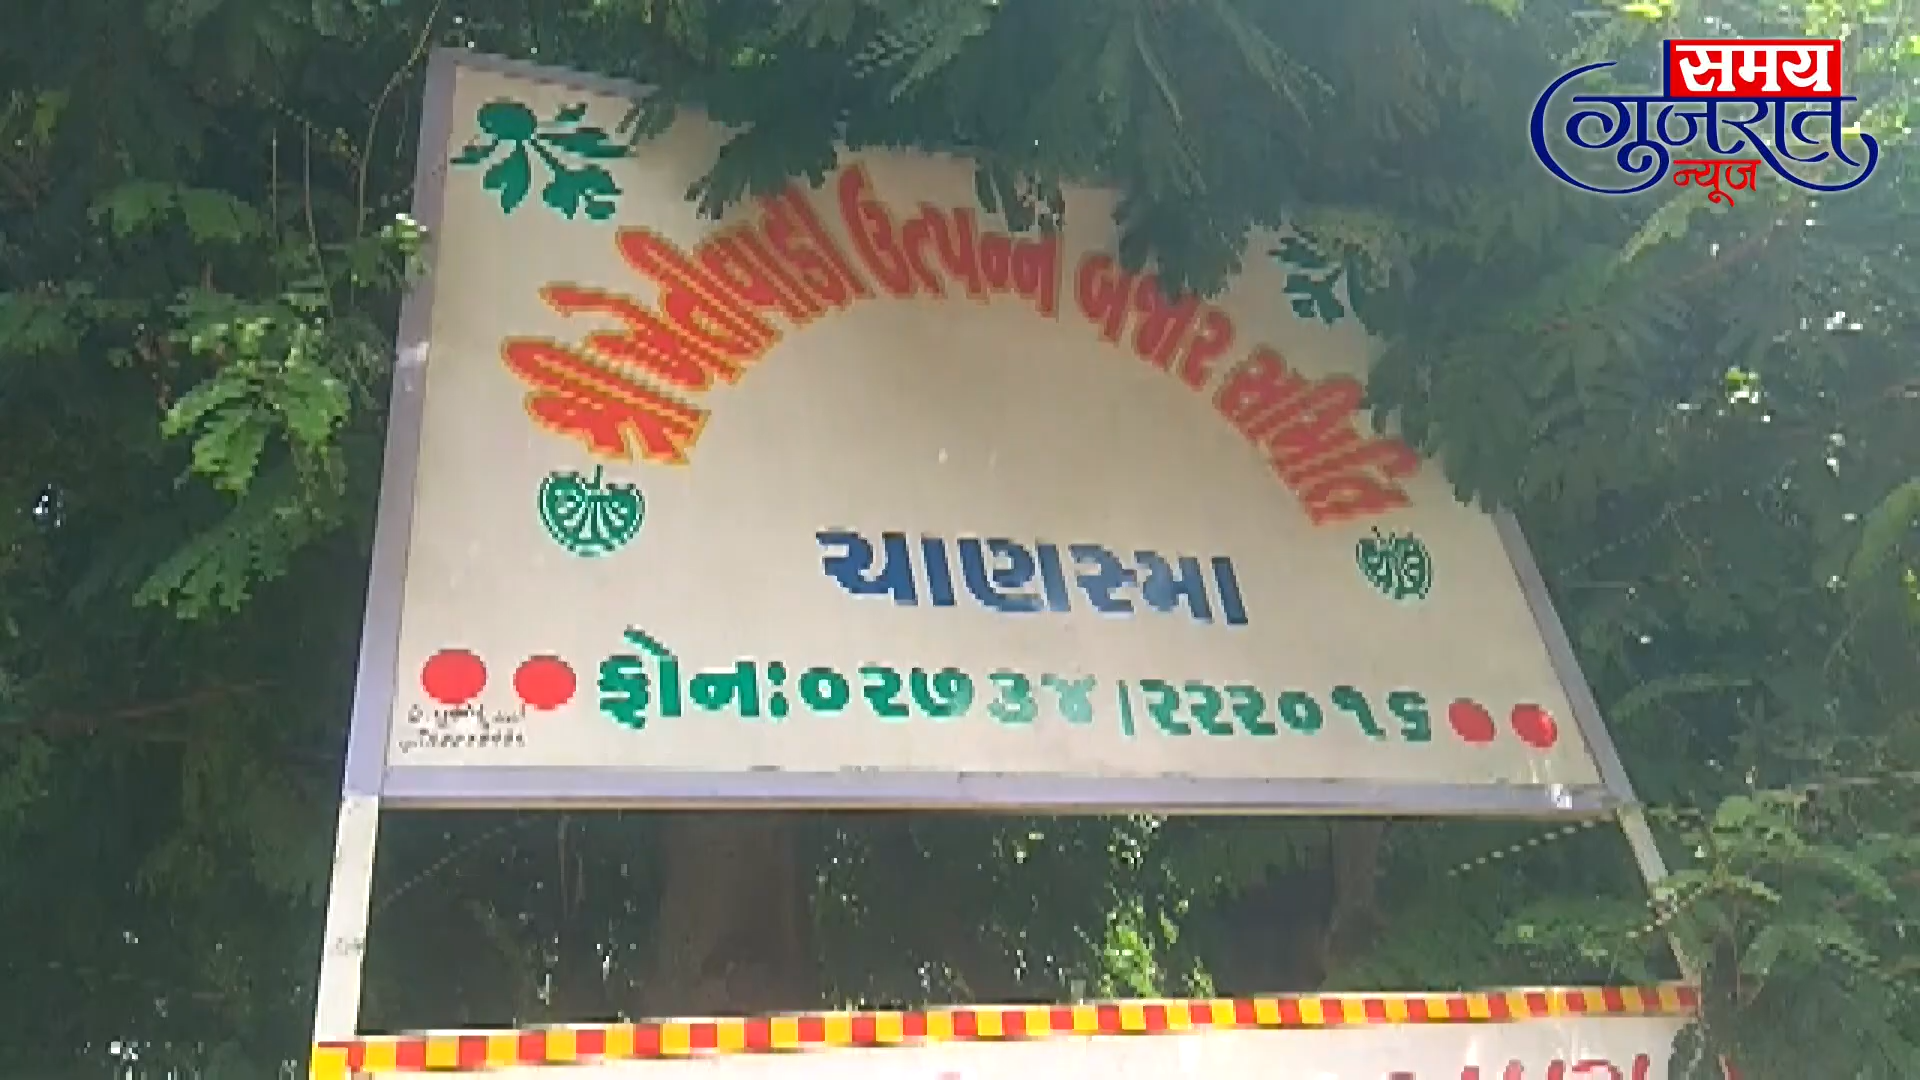 समय
गुजरात
न्यूज
શ્રી ખેતીવાડી ઉત્પન્ન બજાર સમિતિ
ચાણસ્મા
ફોન:૦૨૭૩૪/૨૨૨૦૧૬